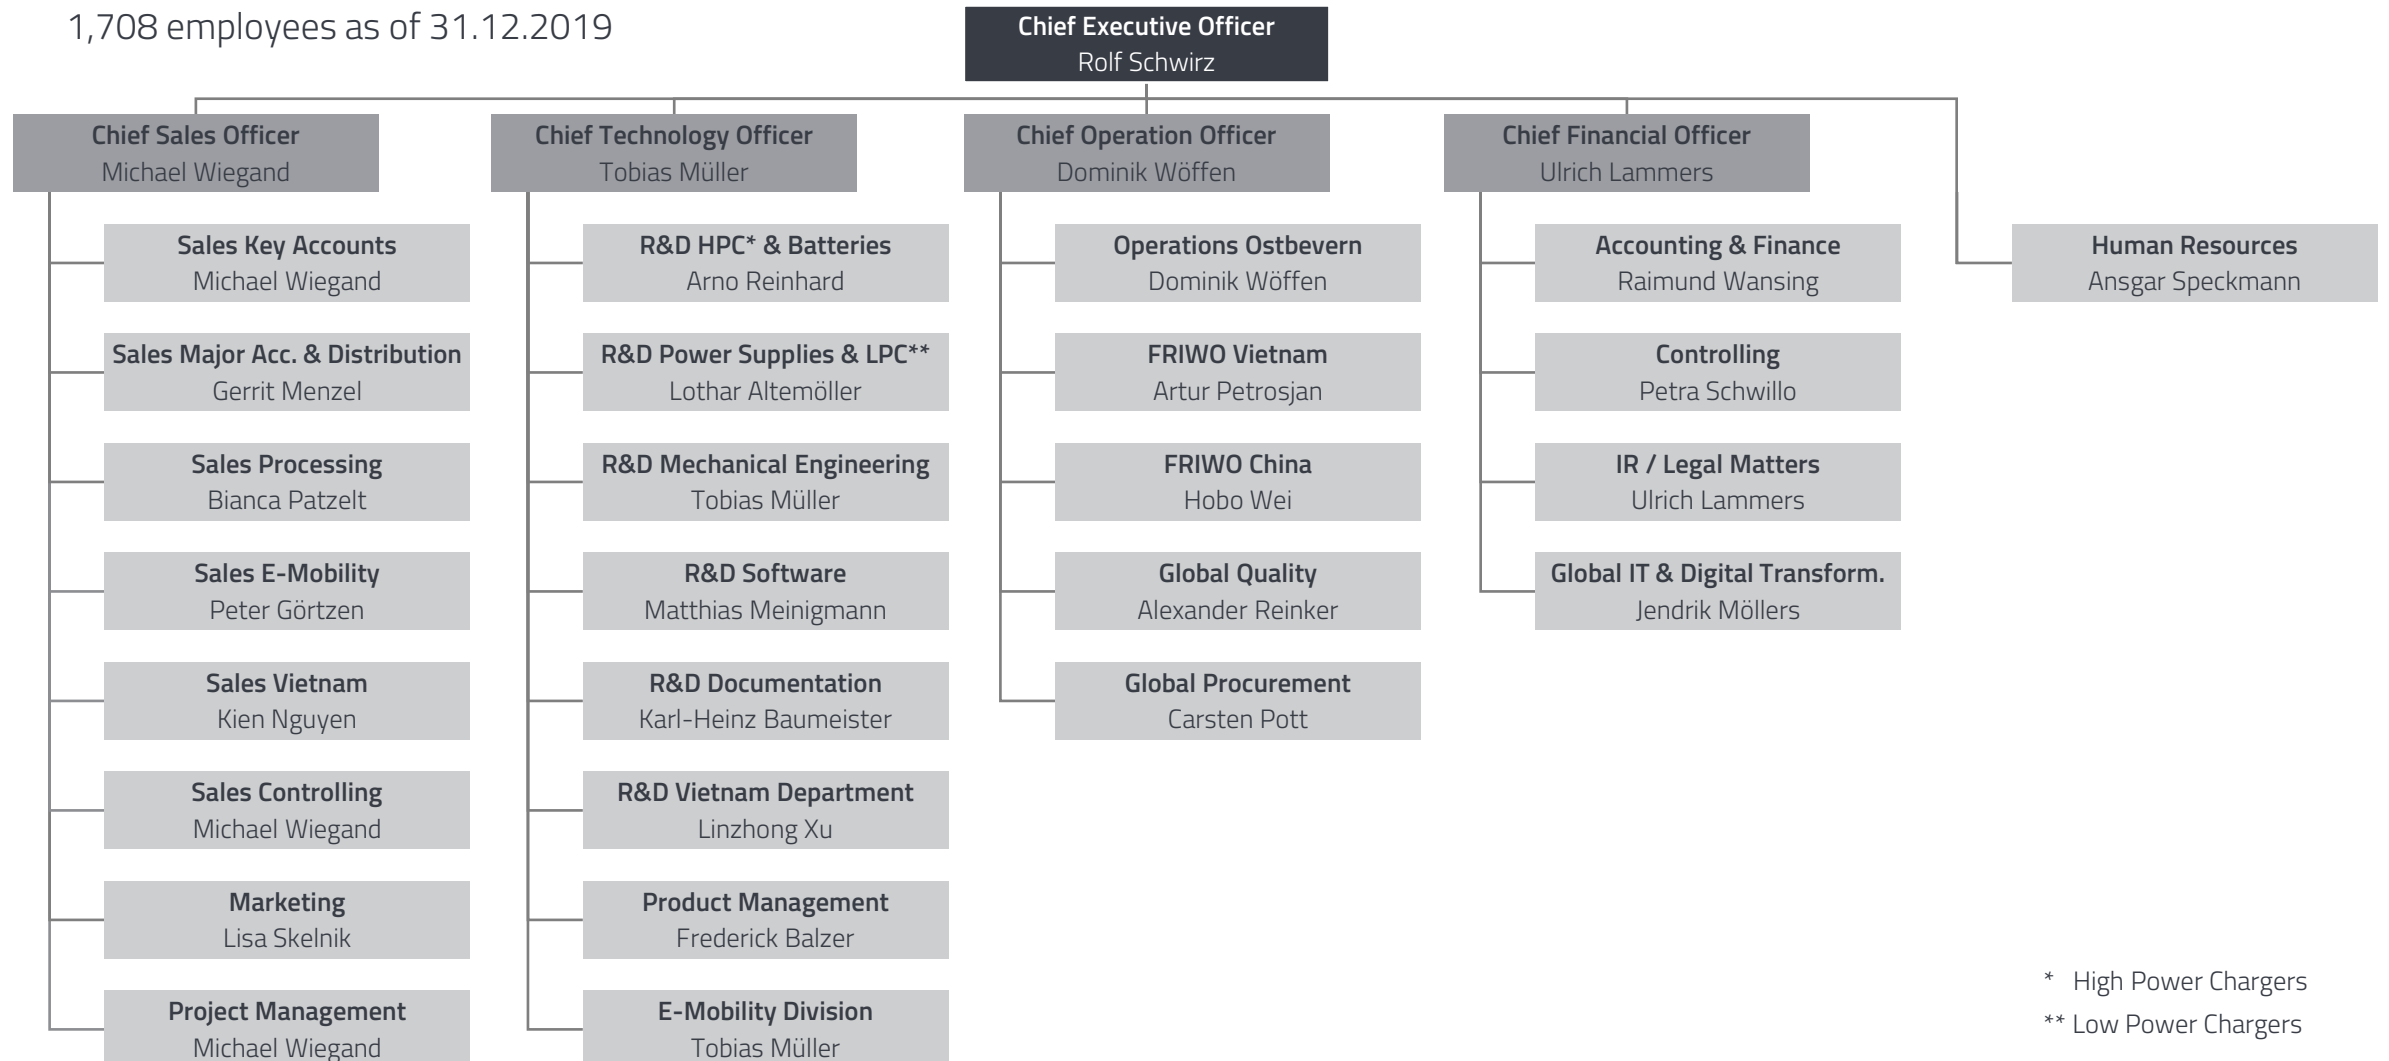 1,708 employees as of 31.12.2019
Chief Executive Officer
Rolf Schwirz
Chief Sales Officer
Michael Wiegand
Sales Key Accounts
Michael Wiegand
Sales Major Acc. & Distribution
Gerrit Menzel
Sales Processing
Bianca Patzelt
Sales E-Mobility
Peter Görtzen
Sales Vietnam
Kien Nguyen
Sales Controlling
Michael Wiegand
Marketing
Lisa Skelnik
Project Management
Michael Wiegand
Chief Technology Officer
Tobias Müller
R&D HPC* & Batteries
Arno Reinhard
R&D Power Supplies & LPC**
Lothar Altemöller
R&D Mechanical Engineering
Tobias Müller
R&D Software
Matthias Meinigmann
R&D Documentation
Karl-Heinz Baumeister
R&D Vietnam Department
Linzhong Xu
Product Management
Frederick Balzer
E-Mobility Division
Tobias Müller
Chief Operation Officer
Dominik Wöffen
Operations Ostbevern
Dominik Wöffen
FRIWO Vietnam
Artur Petrosjan
FRIWO China
Hobo Wei
Global Quality
Alexander Reinker
Global Procurement
Carsten Pott
Chief Financial Officer
Ulrich Lammers
Accounting & Finance
Raimund Wansing
Controlling
Petra Schwillo
IR / Legal Matters
Ulrich Lammers
Global IT & Digital Transform.
Jendrik Möllers
Human Resources
Ansgar Speckmann
* High Power Chargers
** Low Power Chargers